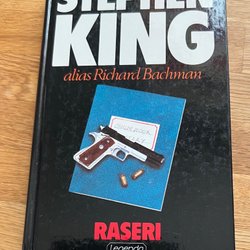 STEPHEN
KING
alias Richard Bachman
RASERI
Legenda